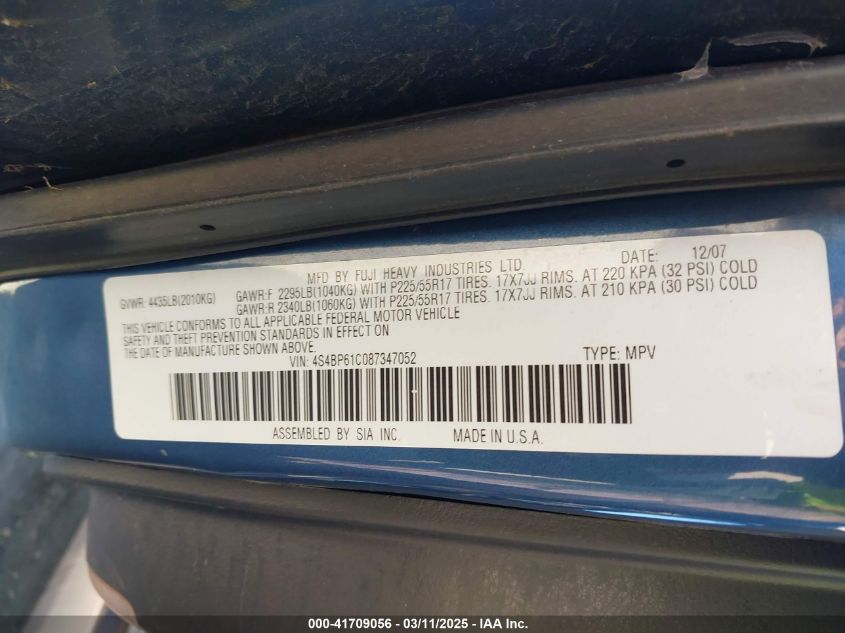 MFD BY FUJI HEAVY INDUSTRIES LTD. DATE: 12/07
GVWR: 4435LB(2010KG) GAWR:F 2295LB(1040KG) WITH P225/55R17 TIRES. 17X7JJ RIMS. AT 220 KPA (32 PSI) COLD
GAWR:R 2340LB(1060KG) WITH P225/55R17 TIRES. 17X7JJ RIMS. AT 210 KPA (30 PSI) COLD
THIS VEHICLE CONFORMS TO ALL APPLICABLE FEDERAL MOTOR VEHICLE
SAFETY AND THEFT PREVENTION STANDARDS IN EFFECT ON
THE DATE OF MANUFACTURE SHOWN ABOVE.
VIN: 4S4BP61C087347052 TYPE: MPV
ASSEMBLED BY SIA INC. MADE IN U.S.A.
000-41709056 - 03/11/2025 - IAA Inc.